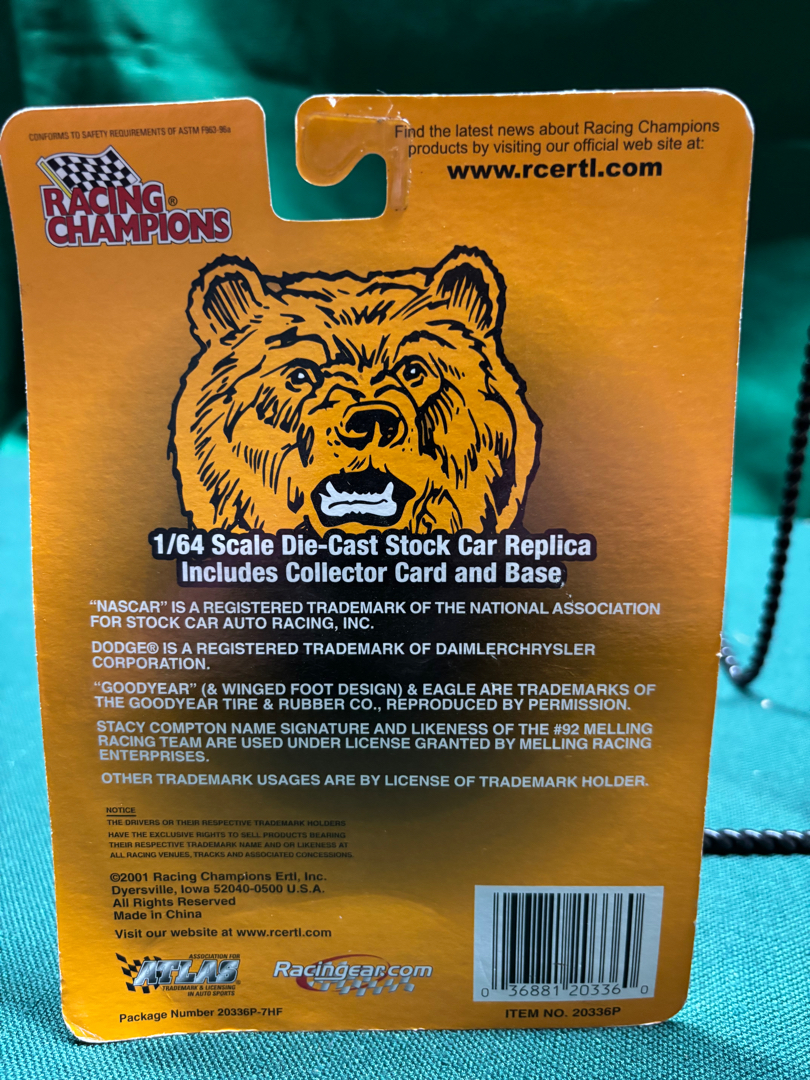 CONFORMS TO SAFETY REQUIREMENTS OF ASTM F963-96a
RACING®
CHAMPIONS
Find the latest news about Racing Champions
products by visiting our official web site at:
www.rcertl.com
1/64 Scale Die-Cast Stock Car Replica
Includes Collector Card and Base
“NASCAR” IS A REGISTERED TRADEMARK OF THE NATIONAL ASSOCIATION
FOR STOCK CAR AUTO RACING, INC.
DODGE® IS A REGISTERED TRADEMARK OF DAIMLERCHRYSLER
CORPORATION.
“GOODYEAR” (& WINGED FOOT DESIGN) & EAGLE ARE TRADEMARKS OF
THE GOODYEAR TIRE & RUBBER CO., REPRODUCED BY PERMISSION.
STACY COMPTON NAME SIGNATURE AND LIKENESS OF THE #92 MELLING
RACING TEAM ARE USED UNDER LICENSE GRANTED BY MELLING RACING
ENTERPRISES.
OTHER TRADEMARK USAGES ARE BY LICENSE OF TRADEMARK HOLDER.
NOTICE
THE DRIVERS OR THEIR RESPECTIVE TRADEMARK HOLDERS
HAVE THE EXCLUSIVE RIGHTS TO SELL PRODUCTS BEARING
THEIR RESPECTIVE TRADEMARK NAME AND OR LIKENESS AT
ALL RACING VENUES, TRACKS AND ASSOCIATED CONCESSIONS.
©2001 Racing Champions Ertl, Inc.
Dyersville, Iowa 52040-0500 U.S.A.
All Rights Reserved
Made in China
Visit our website at www.rcertl.com
ASSOCIATION FOR
ATLAS
TRADEMARK & LICENSING
IN AUTO SPORTS
Racingear.com
0 36881 20336 0
Package Number 20336P-7HF
ITEM NO. 20336P